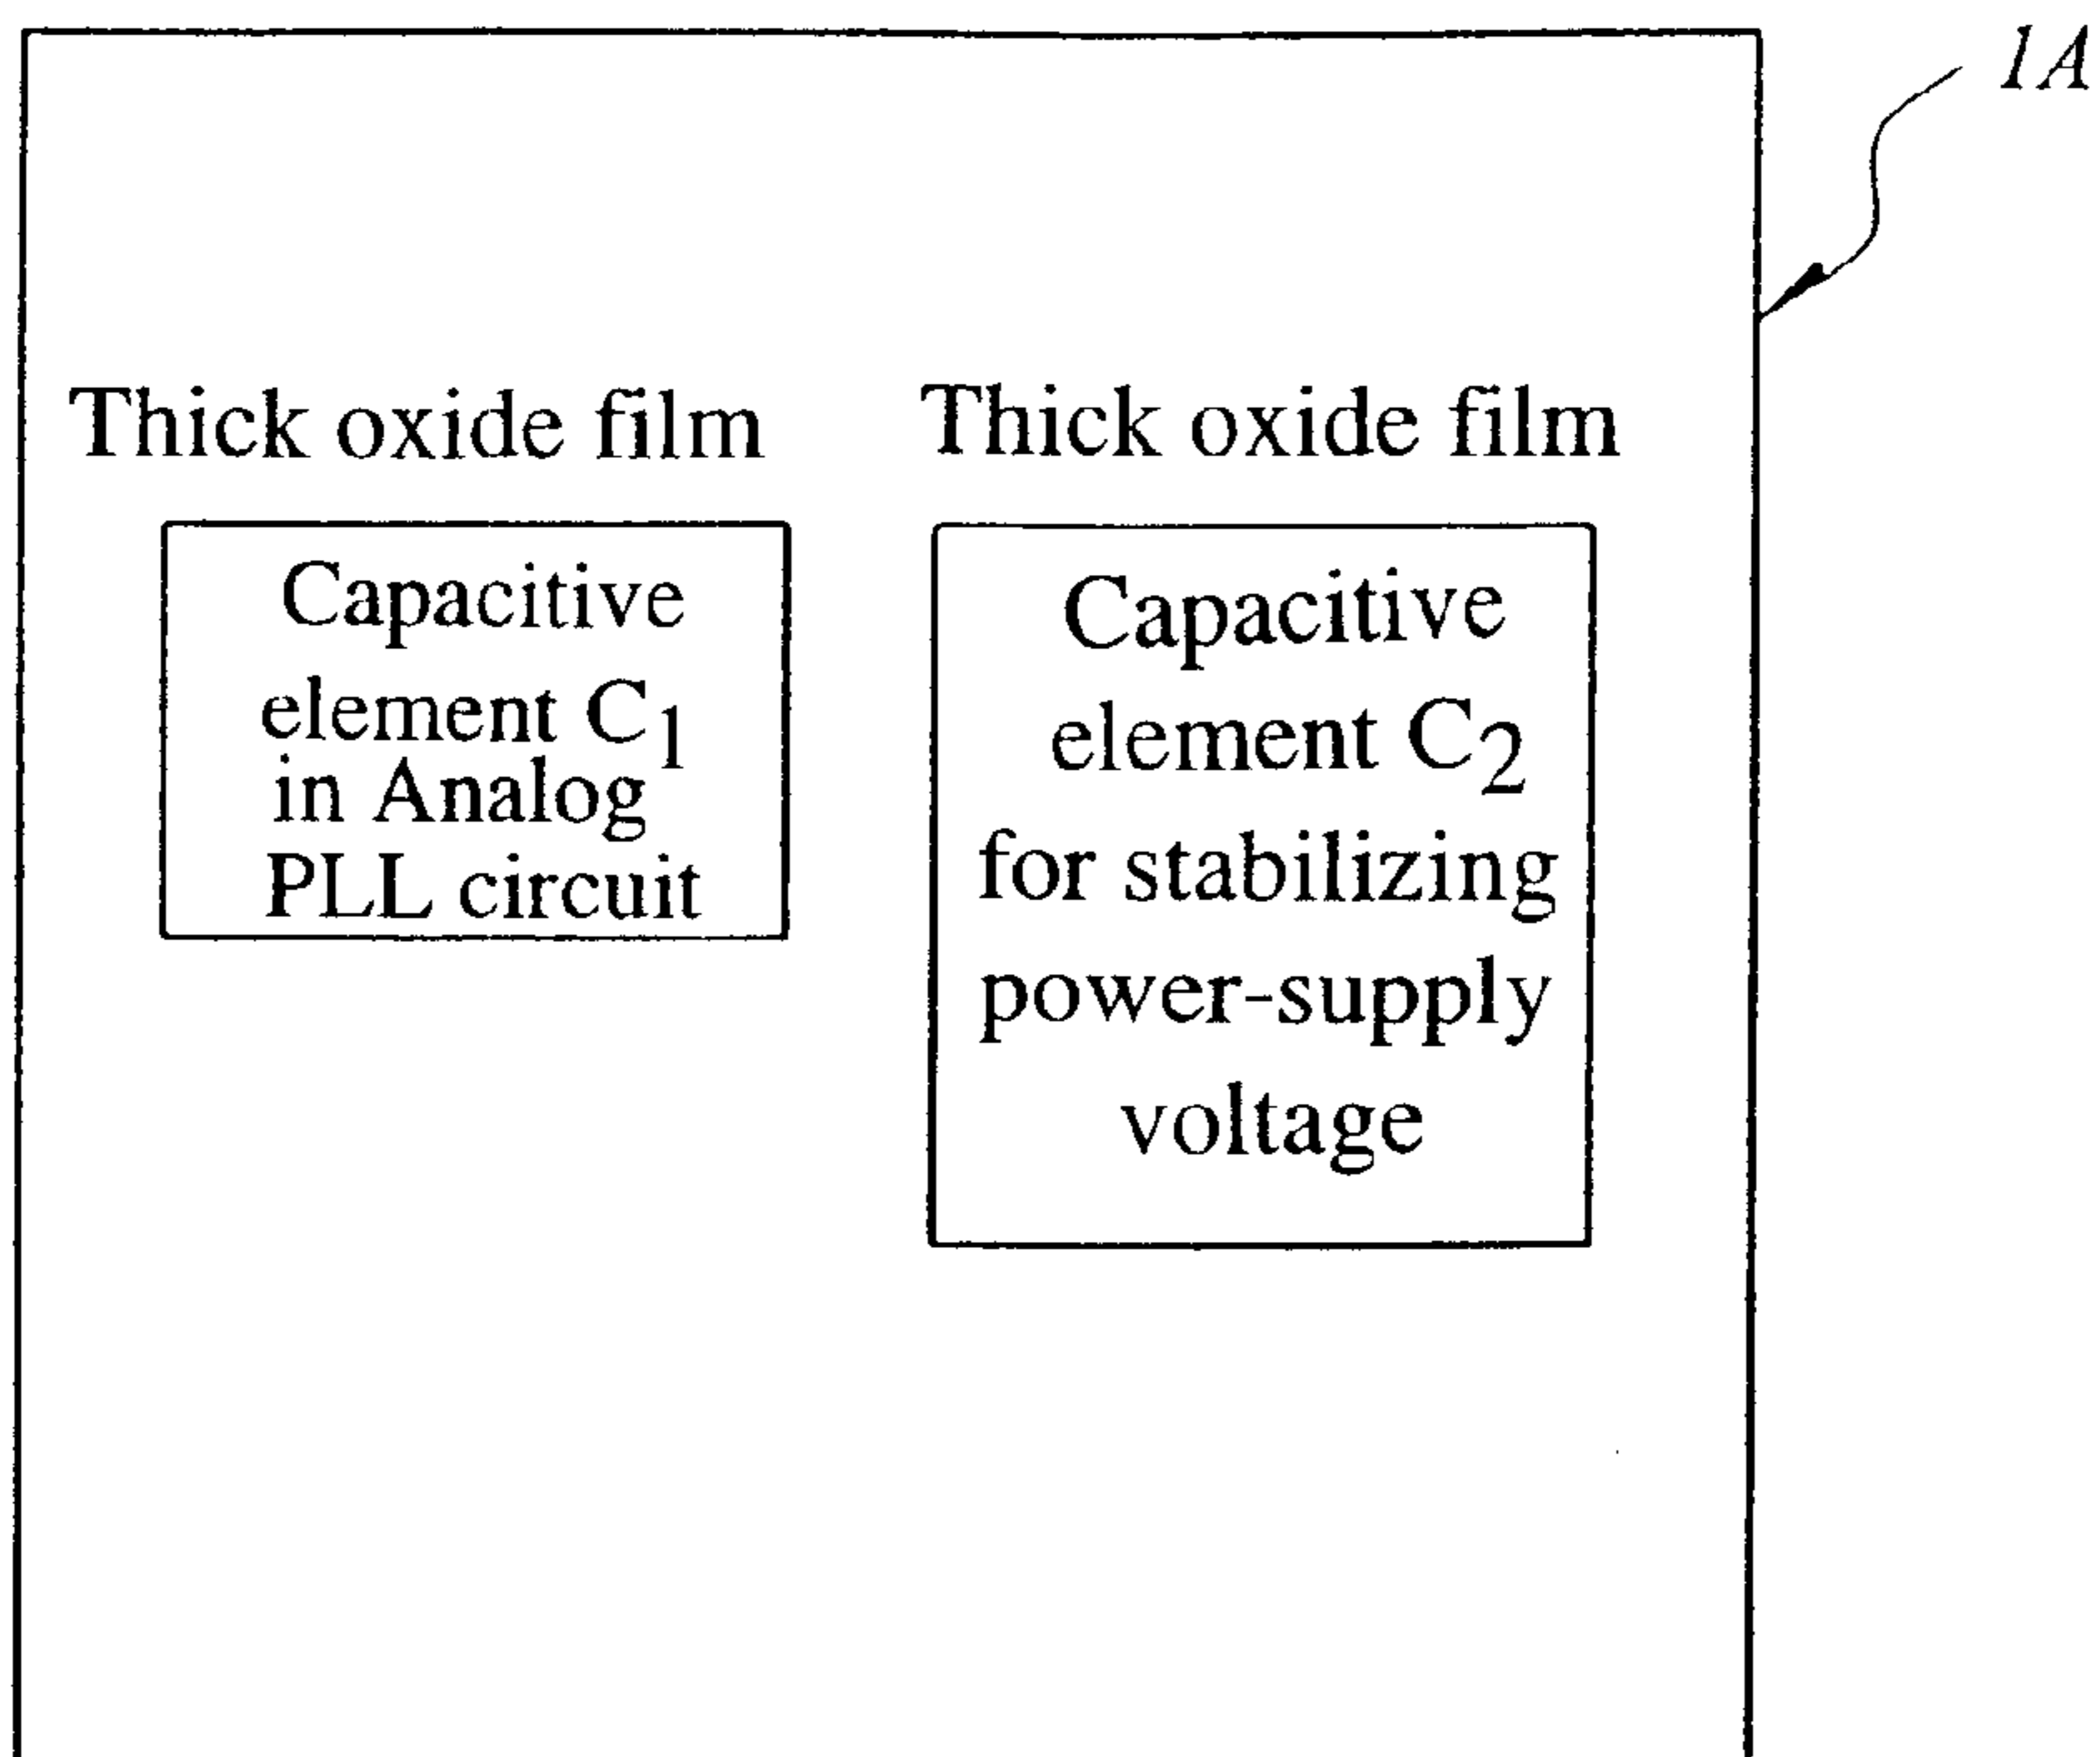 1A
Thick oxide film
Capacitive
element C1
in Analog
PLL circuit
Thick oxide film
Capacitive
element C2
for stabilizing
power-supply
voltage